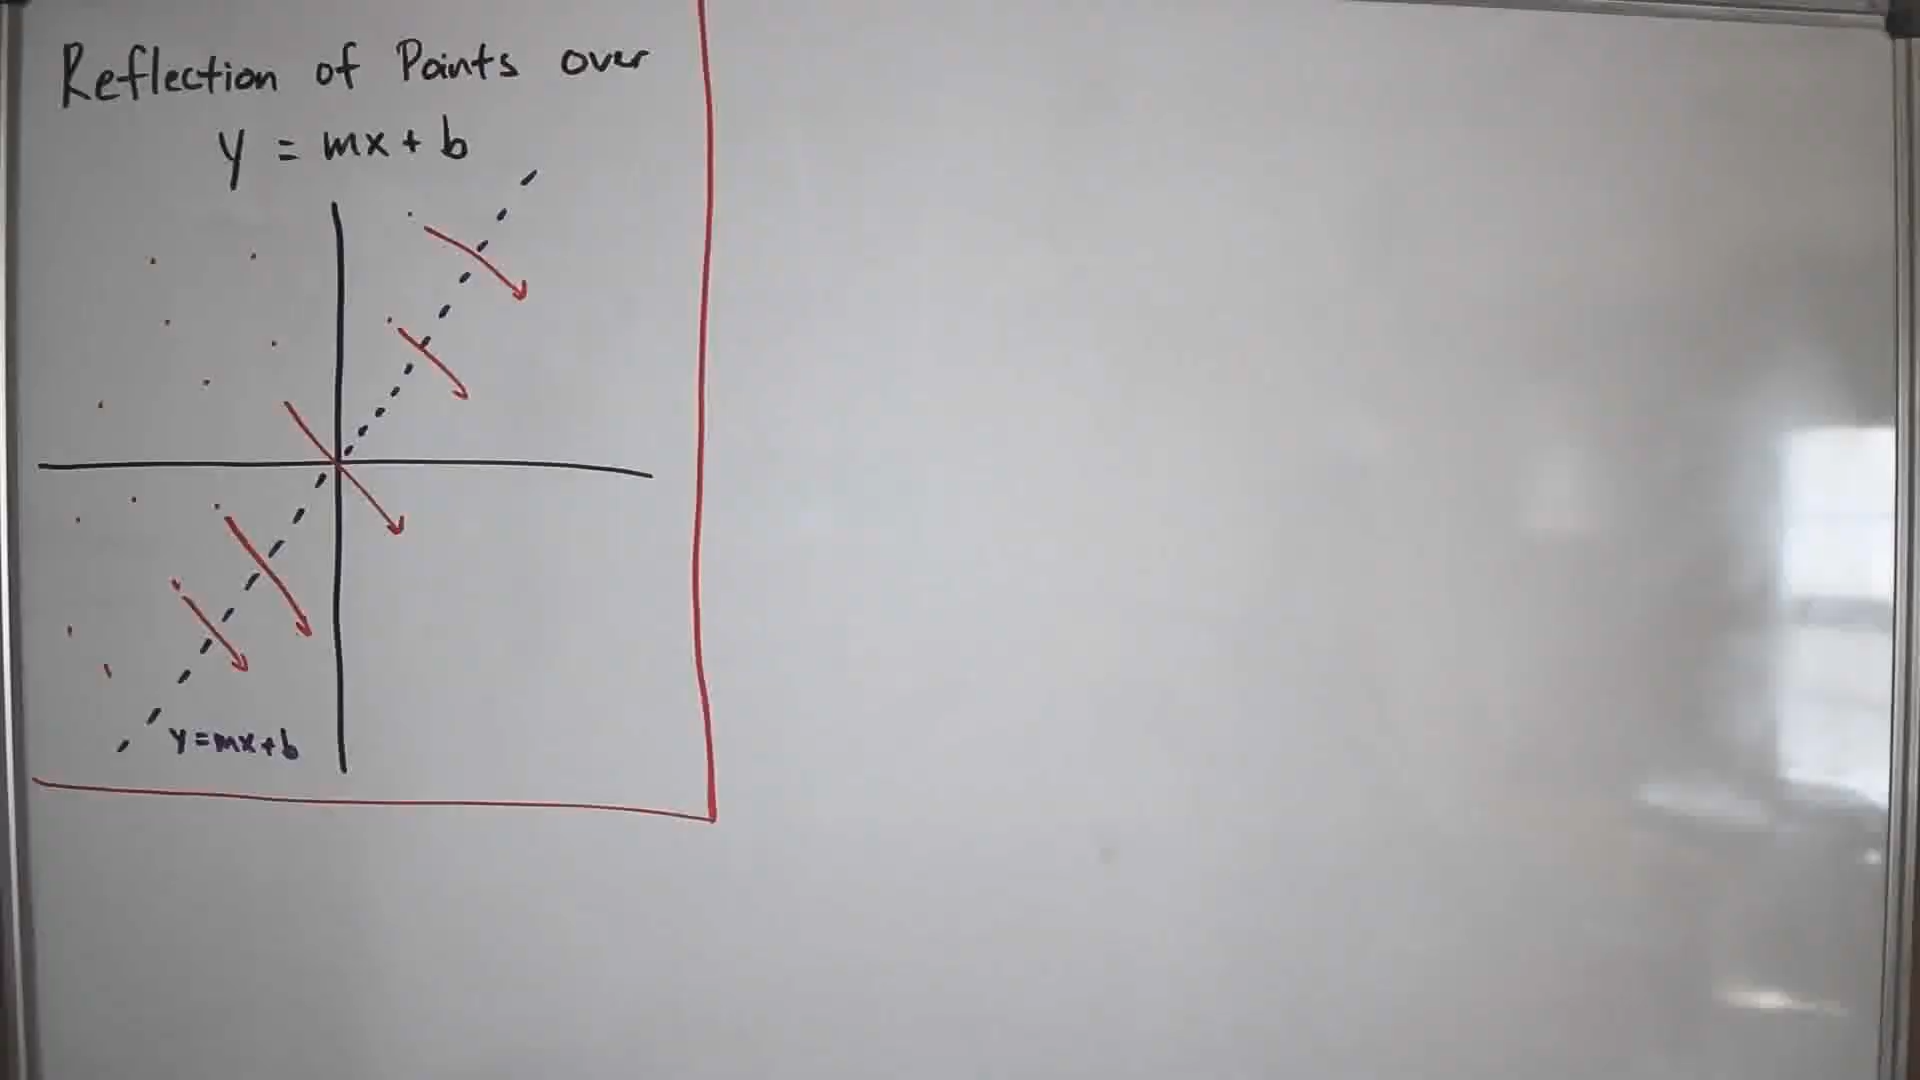 Reflection of Points over
y = mx + b
y=mx+b